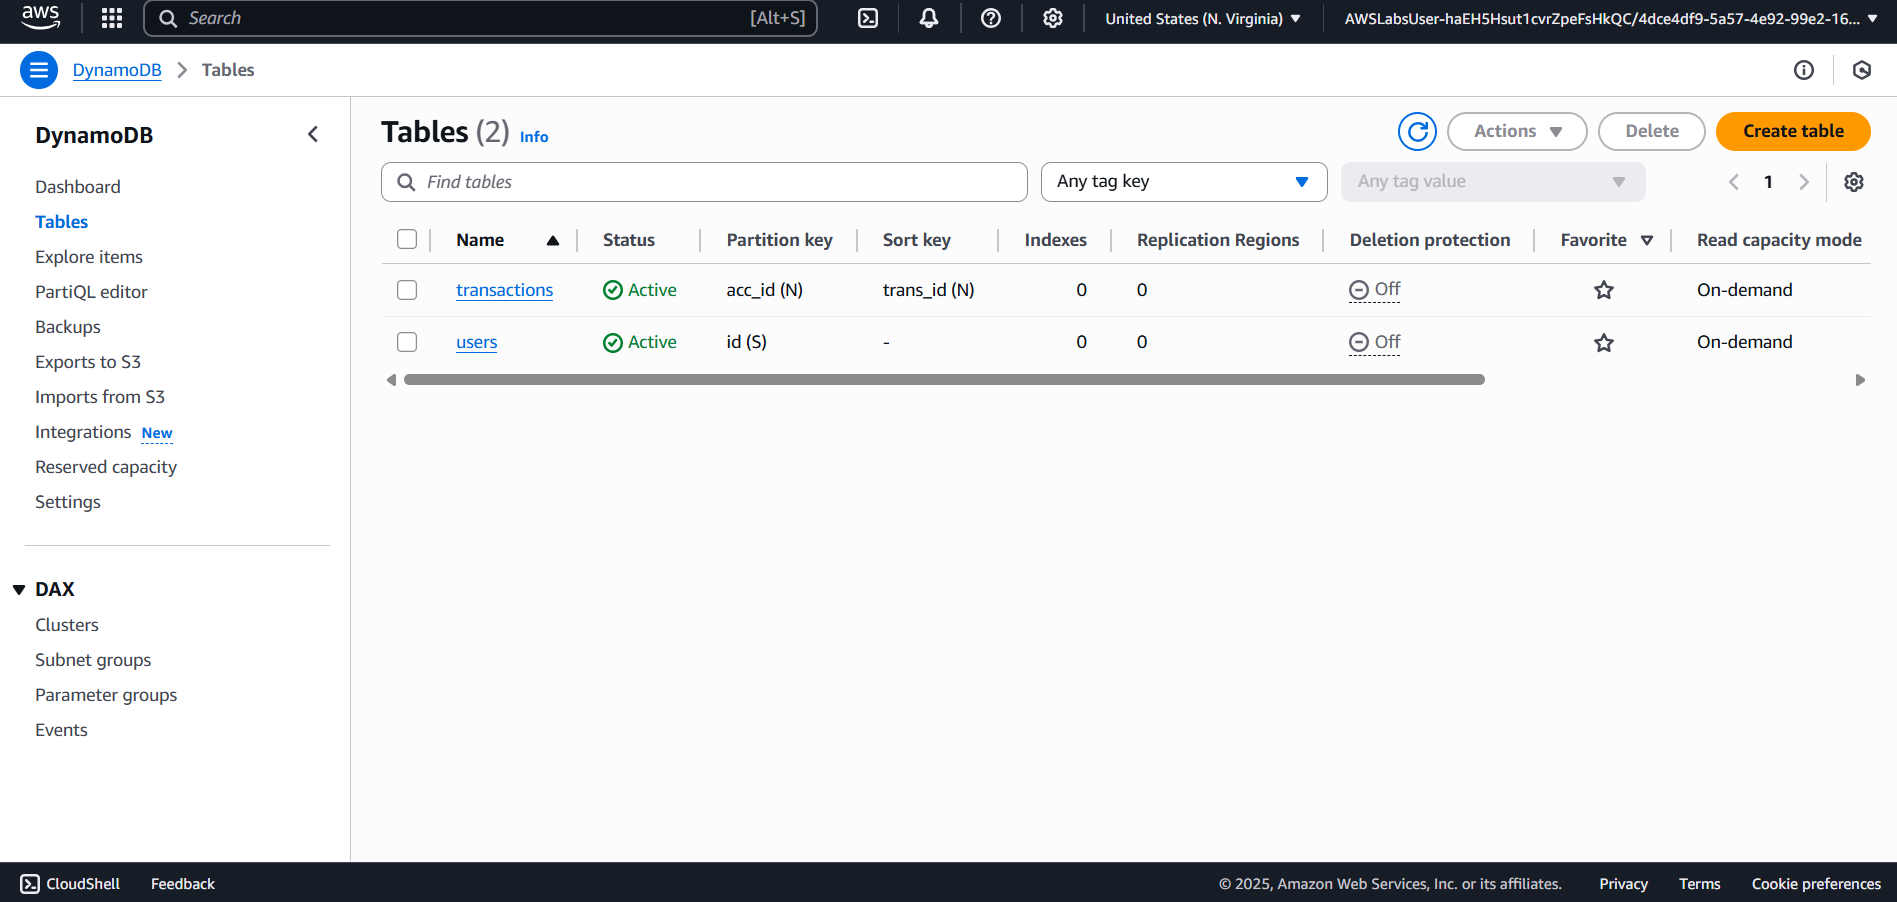 aws
Search [Alt+S]
United States (N. Virginia)
AWSLabsUser-haEH5Hsut1cvrZpeFsHkQC/4dce4df9-5a57-4e92-99e2-16...
DynamoDB Tables
DynamoDB
Dashboard
Tables
Explore items
PartiQL editor
Backups
Exports to S3
Imports from S3
Integrations New
Reserved capacity
Settings
DAX
Clusters
Subnet groups
Parameter groups
Events
Tables (2) Info
Actions
Delete
Create table
Find tables
Any tag key
Any tag value
1
Name Status Partition key Sort key Indexes Replication Regions Deletion protection Favorite Read capacity mode
transactions Active acc_id (N) trans_id (N) 0 0 Off On-demand
users Active id (S) - 0 0 Off On-demand
CloudShell Feedback © 2025, Amazon Web Services, Inc. or its affiliates. Privacy Terms Cookie preferences